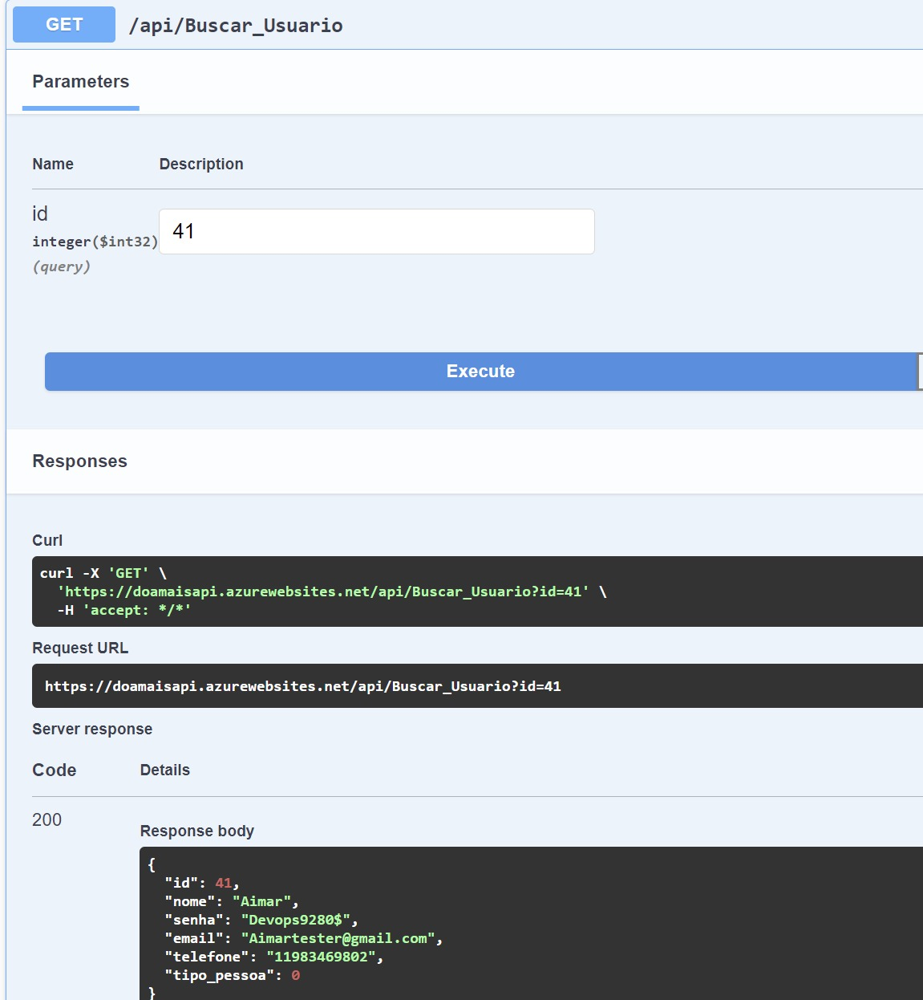 GET /api/Buscar_Usuario
Parameters
Name Description
id
41
integer($int32)
(query)
Execute
Responses
Curl
curl -X 'GET' \
'https://doamaisapi.azurewebsites.net/api/Buscar_Usuario?id=41' \
-H 'accept: */*'
Request URL
https://doamaisapi.azurewebsites.net/api/Buscar_Usuario?id=41
Server response
Code Details
200
Response body
{
"id": 41,
"nome": "Aimar",
"senha": "Devops9280$",
"email": "Aimartester@gmail.com",
"telefone": "11983469802",
"tipo_pessoa": 0
}